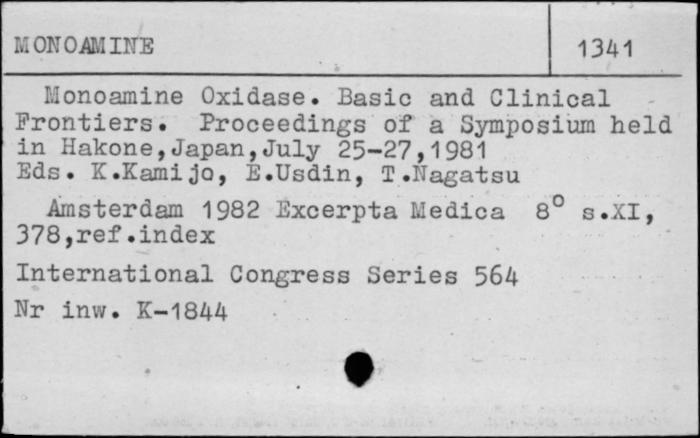 MONOAMINE
1341
Monoamine Oxidase. Basic and Clinical
Frontiers. Proceedings of a Symposium held
in Hakone,Japan,July 25-27,1981
Eds. K.Kamijo, E.Usdin, T.Nagatsu
Amsterdam 1982 Excerpta Medica 8° s.XI,
378,ref.index
International Congress Series 564
Nr inw. K-1844